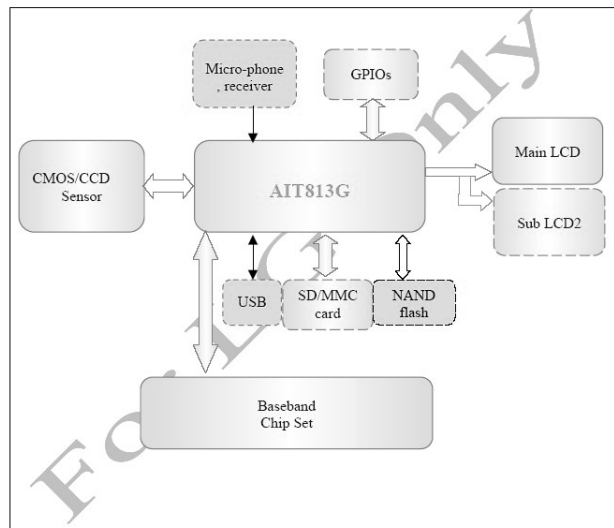 Micro-phone
, receiver
GPIOs
CMOS/CCD
Sensor
AIT813G
Main LCD
Sub LCD2
USB
SD/MMC
card
NAND
flash
Baseband
Chip Set
For LG Only